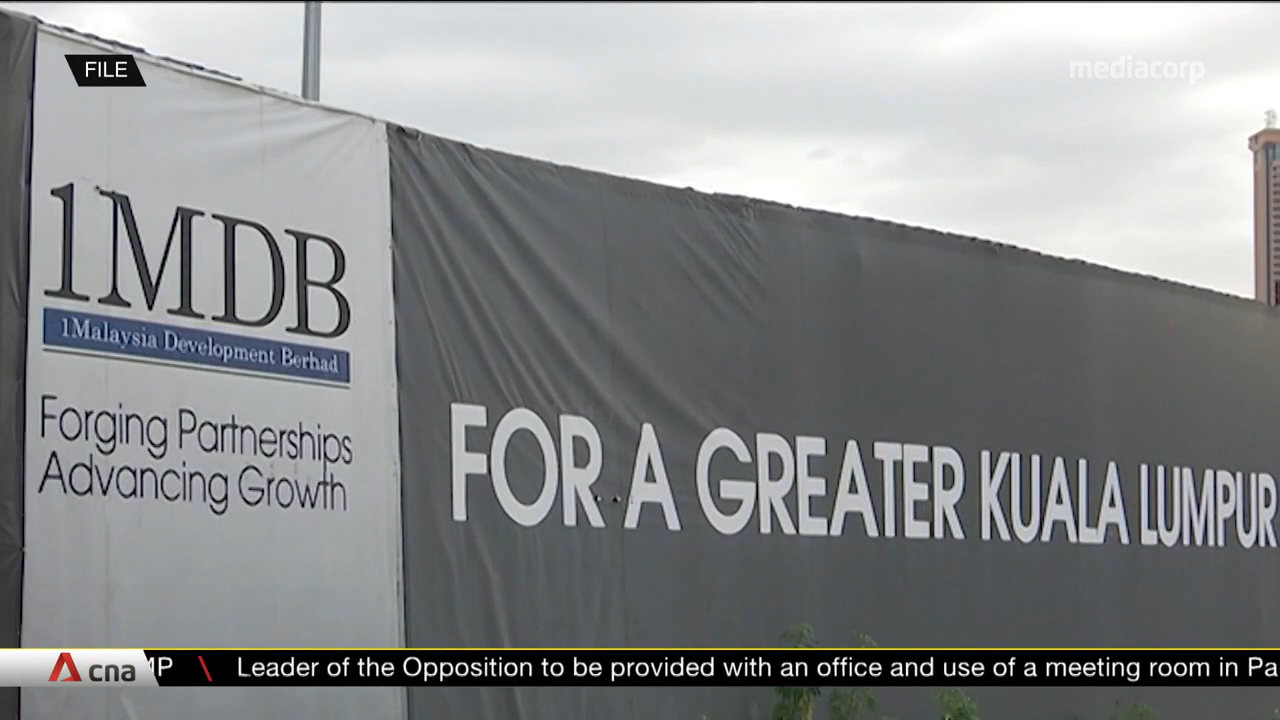 FILE
mediacorp
1MDB
1Malaysia Development Berhad
Forging Partnerships
Advancing Growth
FOR A GREATER KUALA LUMPUR
cna
MP \ Leader of the Opposition to be provided with an office and use of a meeting room in Pa